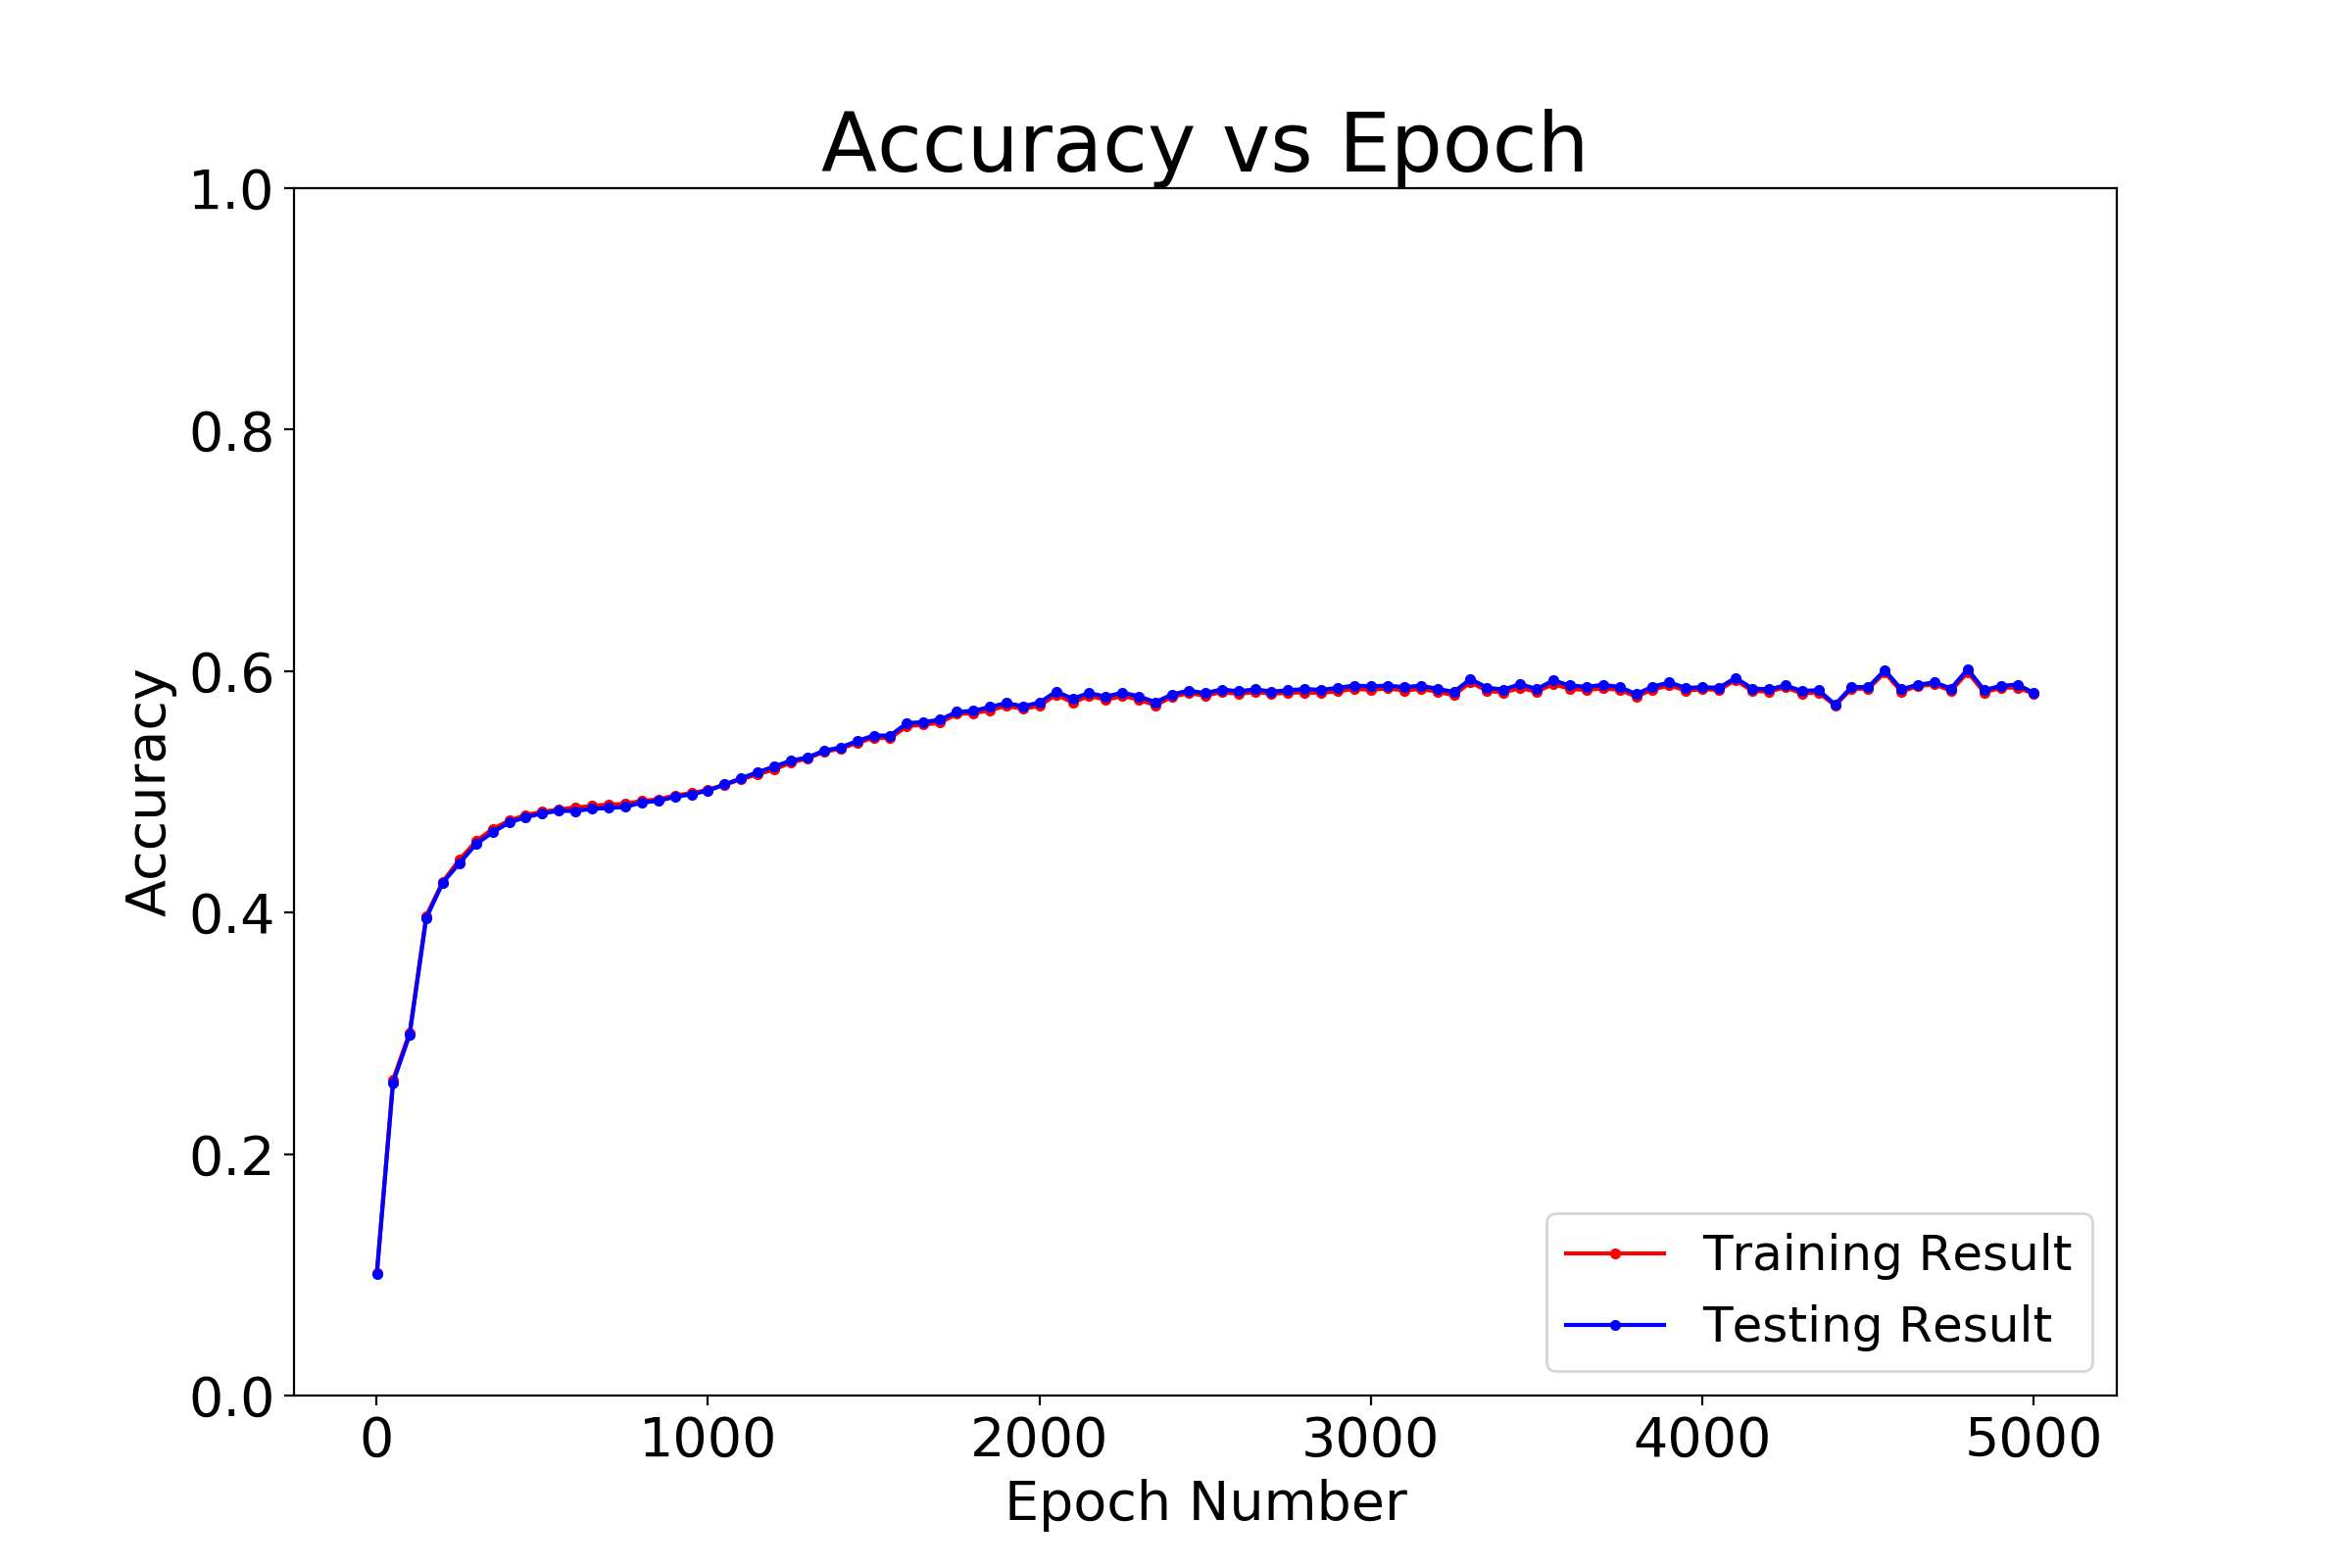 Accuracy vs Epoch
1.0
0.8
0.6
0.4
0.2
0.0
Accuracy
0 1000 2000 3000 4000 5000
Epoch Number
Training Result
Testing Result